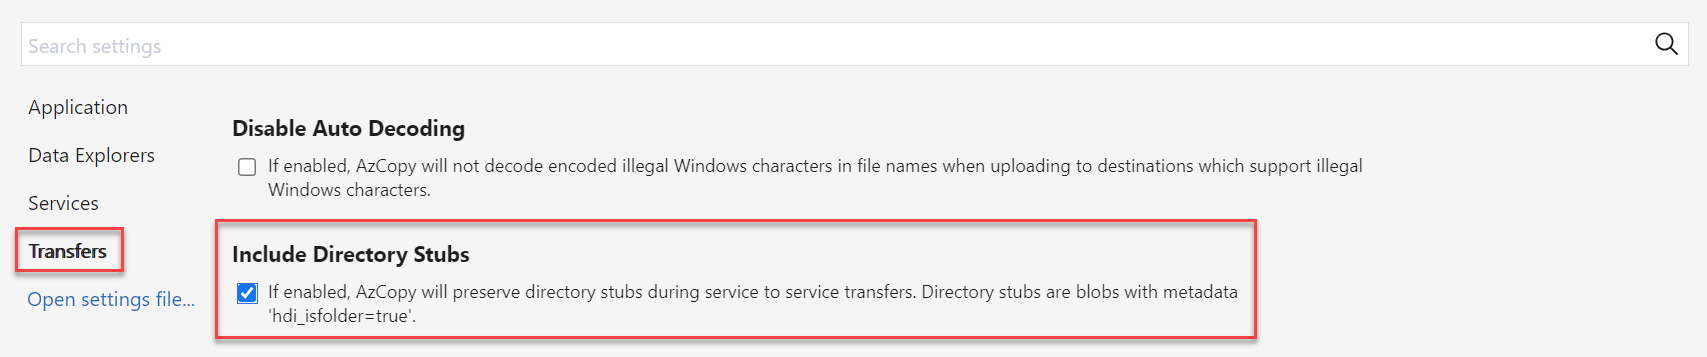 Search settings
Application
Data Explorers
Services
Transfers
Open settings file...
Disable Auto Decoding
If enabled, AzCopy will not decode encoded illegal Windows characters in file names when uploading to destinations which support illegal
Windows characters.
Include Directory Stubs
If enabled, AzCopy will preserve directory stubs during service to service transfers. Directory stubs are blobs with metadata
'hdi_isfolder=true'.